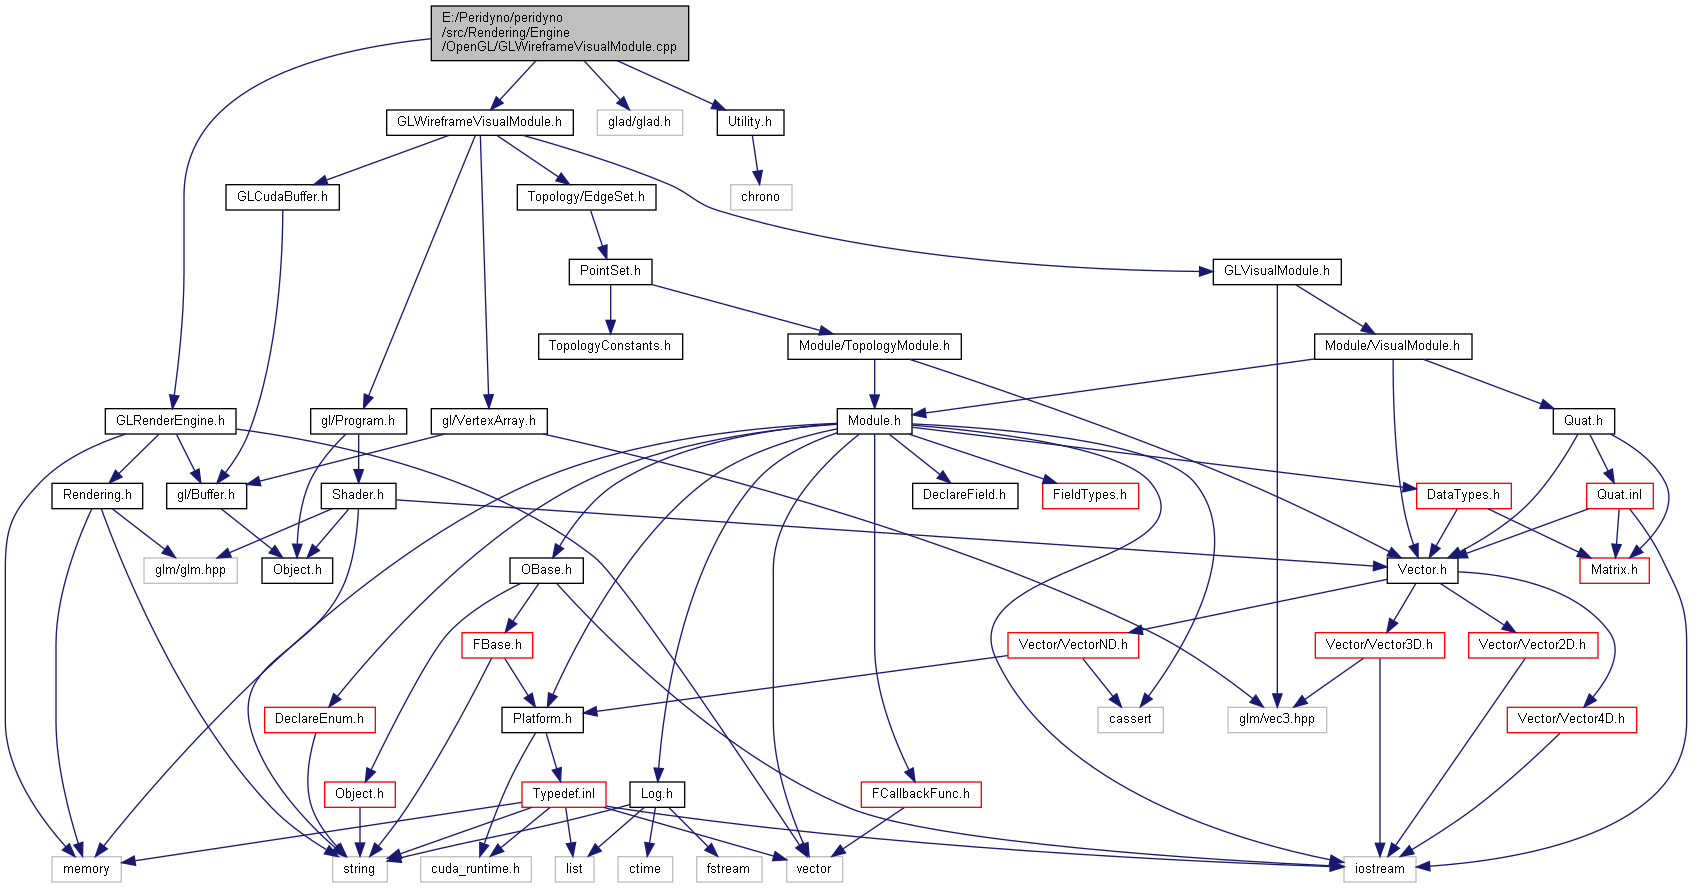 E:/Peridyno/peridyno
/src/Rendering/Engine
/OpenGL/GLWireframeVisualModule.cpp
GLWireframeVisualModule.h
glad/glad.h
Utility.h
GLCudaBuffer.h
Topology/EdgeSet.h
chrono
PointSet.h
GLVisualModule.h
TopologyConstants.h
Module/TopologyModule.h
Module/VisualModule.h
GLRenderEngine.h
gl/Program.h
gl/VertexArray.h
Module.h
Quat.h
Rendering.h
gl/Buffer.h
Shader.h
DeclareField.h
FieldTypes.h
DataTypes.h
Quat.inl
glm/glm.hpp
Object.h
OBase.h
Vector.h
Matrix.h
FBase.h
Vector/VectorND.h
Vector/Vector3D.h
Vector/Vector2D.h
DeclareEnum.h
Platform.h
cassert
glm/vec3.hpp
Vector/Vector4D.h
Object.h
Typedef.inl
Log.h
FCallbackFunc.h
memory
string
cuda_runtime.h
list
ctime
fstream
vector
iostream